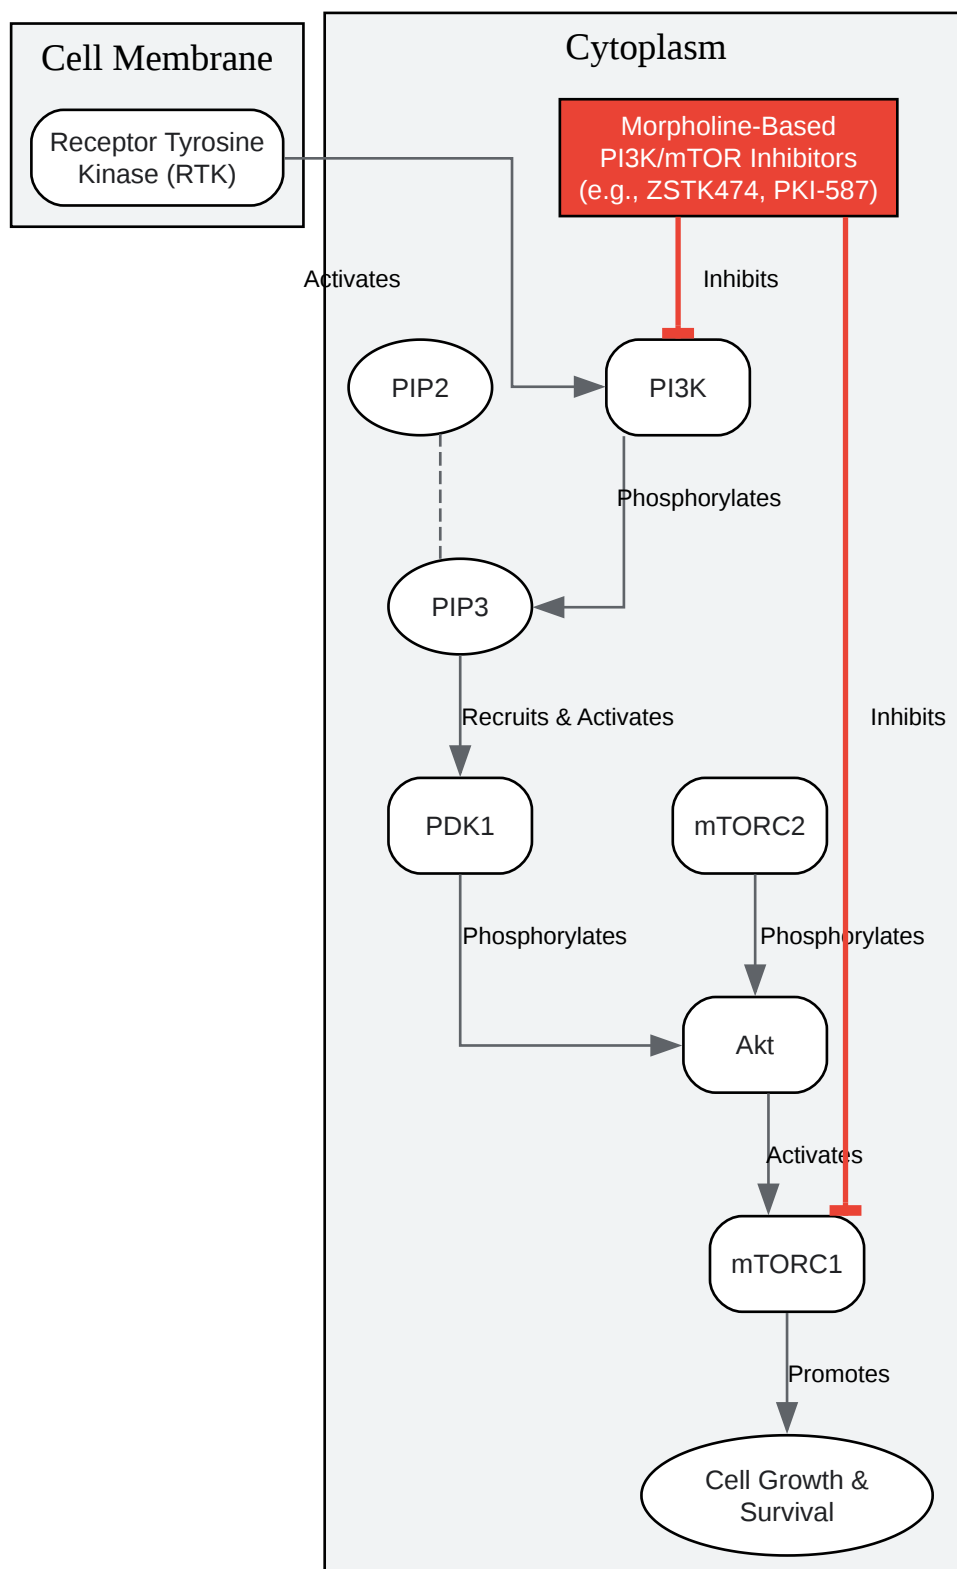 Cell Membrane
Receptor Tyrosine
Kinase (RTK)
Cytoplasm
Morpholine-Based
PI3K/mTOR Inhibitors
(e.g., ZSTK474, PKI-587)
Activates
Inhibits
PIP2
PI3K
Phosphorylates
PIP3
Recruits & Activates
Inhibits
PDK1
mTORC2
Phosphorylates
Phosphorylates
Akt
Activates
mTORC1
Promotes
Cell Growth &
Survival